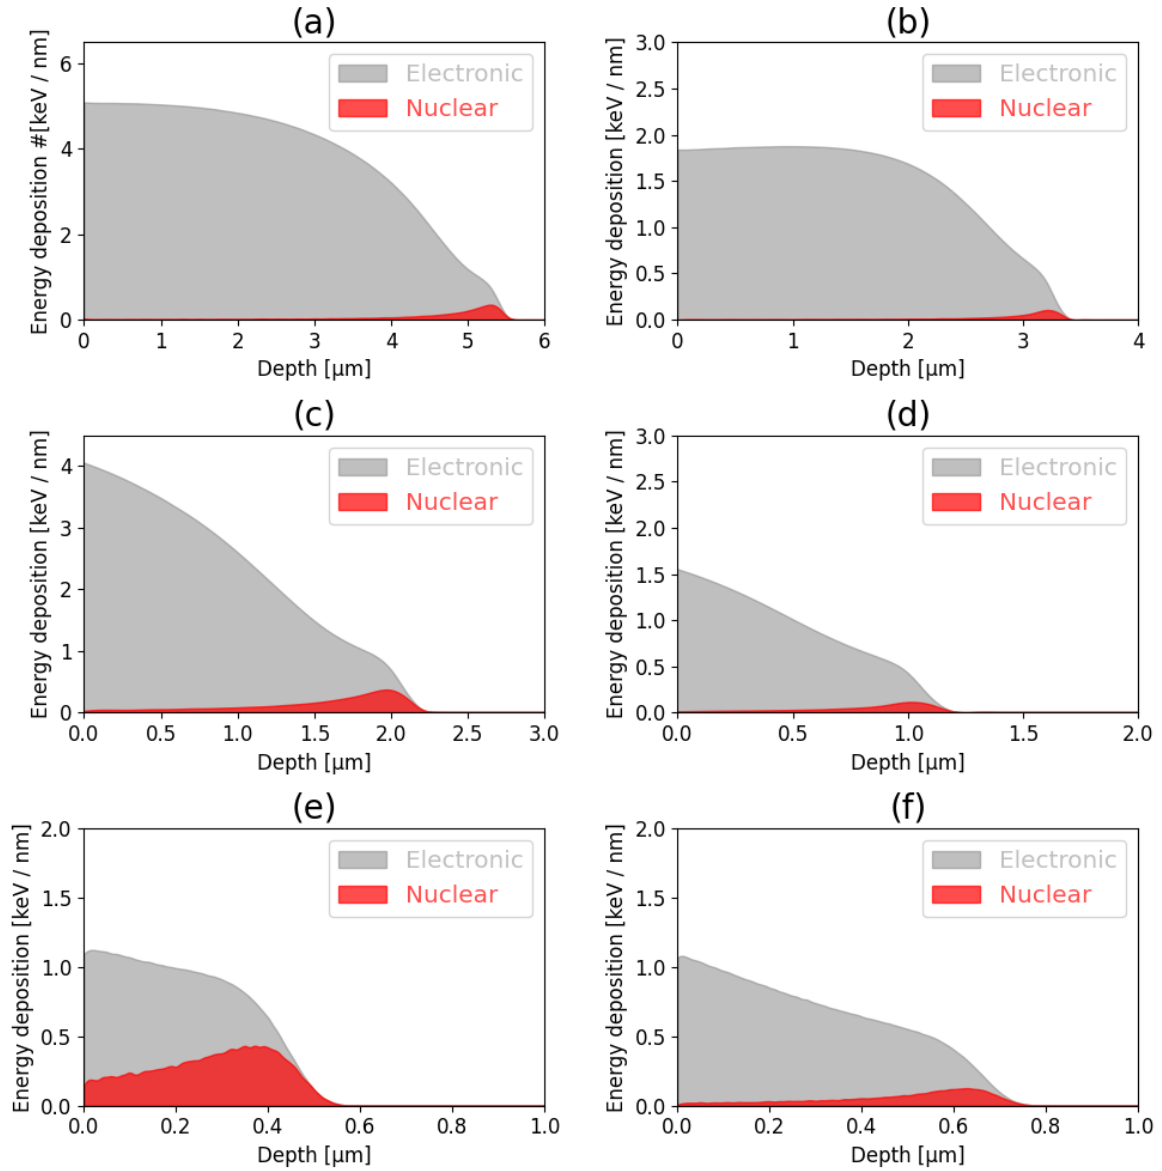 (a)
Energy deposition #[keV / nm]
6
4
2
0
Electronic
Nuclear
0 1 2 3 4 5 6
Depth [µm]
(b)
Energy deposition [keV / nm]
3.0
2.5
2.0
1.5
1.0
0.5
0.0
Electronic
Nuclear
0 1 2 3 4
Depth [µm]
(c)
Energy deposition [keV / nm]
4
3
2
1
0
Electronic
Nuclear
0.0 0.5 1.0 1.5 2.0 2.5 3.0
Depth [µm]
(d)
Energy deposition [keV / nm]
3.0
2.5
2.0
1.5
1.0
0.5
0.0
Electronic
Nuclear
0.0 0.5 1.0 1.5 2.0
Depth [µm]
(e)
Energy deposition [keV / nm]
2.0
1.5
1.0
0.5
0.0
Electronic
Nuclear
0.0 0.2 0.4 0.6 0.8 1.0
Depth [µm]
(f)
Energy deposition [keV / nm]
2.0
1.5
1.0
0.5
0.0
Electronic
Nuclear
0.0 0.2 0.4 0.6 0.8 1.0
Depth [µm]